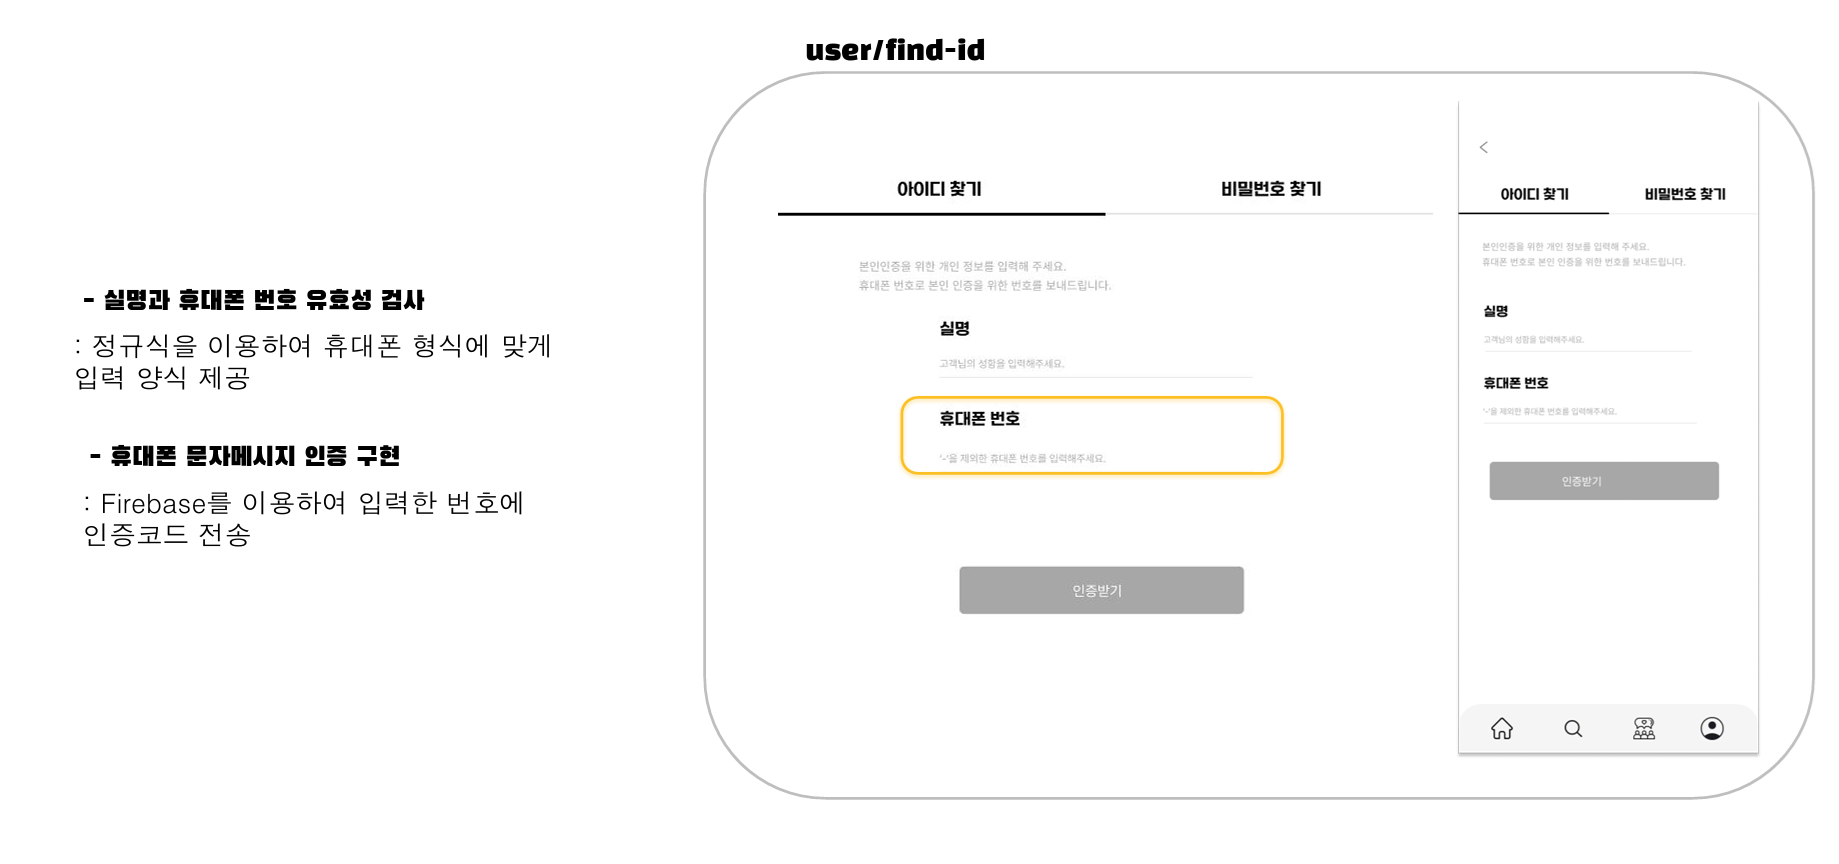 user/find-id
- 실명과 휴대폰 번호 유효성 검사
: 정규식을 이용하여 휴대폰 형식에 맞게
입력 양식 제공
- 휴대폰 문자메시지 인증 구현
: Firebase를 이용하여 입력한 번호에
인증코드 전송
아이디 찾기
비밀번호 찾기
본인인증을 위한 개인 정보를 입력해 주세요.
휴대폰 번호로 본인 인증을 위한 번호를 보내드립니다.
실명
고객님의 성함을 입력해주세요.
휴대폰 번호
'-'을 제외한 휴대폰 번호를 입력해주세요.
인증받기
<
아이디 찾기
비밀번호 찾기
본인인증을 위한 개인 정보를 입력해 주세요.
휴대폰 번호로 본인 인증을 위한 번호를 보내드립니다.
실명
고객님의 성함을 입력해주세요.
휴대폰 번호
'-'을 제외한 휴대폰 번호를 입력해주세요.
인증받기